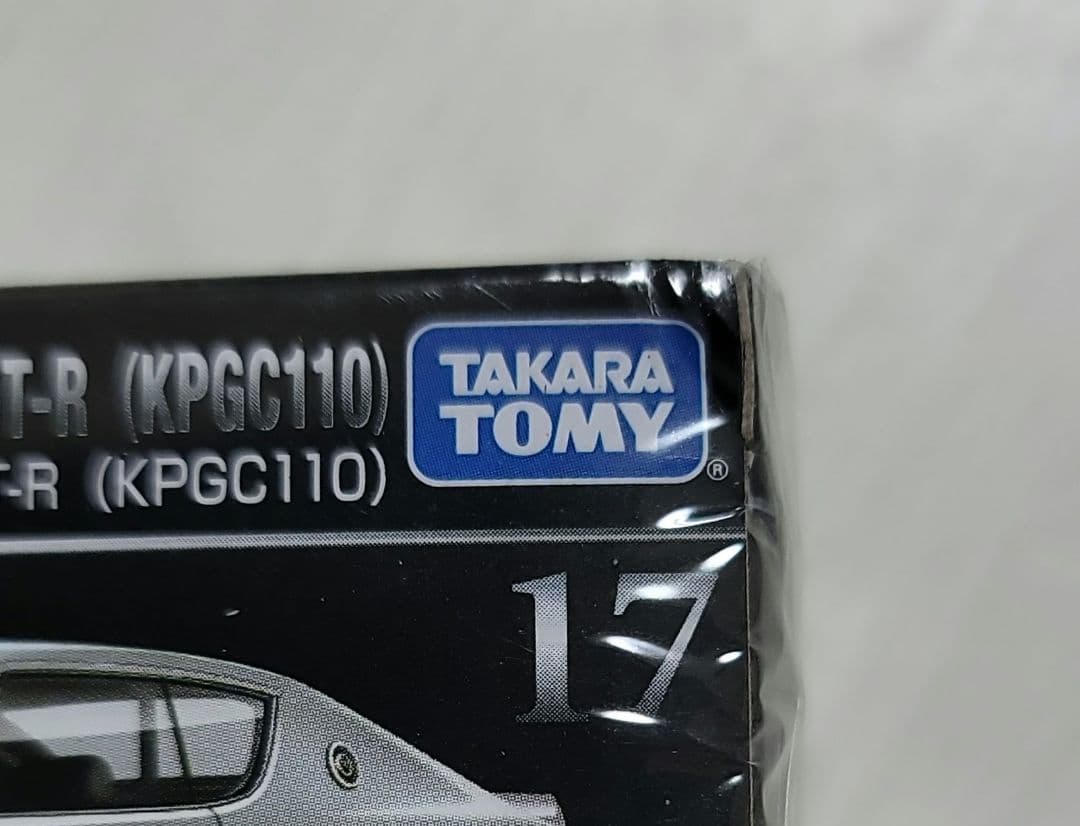 T-R (KPGC110)
T-R (KPGC110)
TAKARA
TOMY
®
17